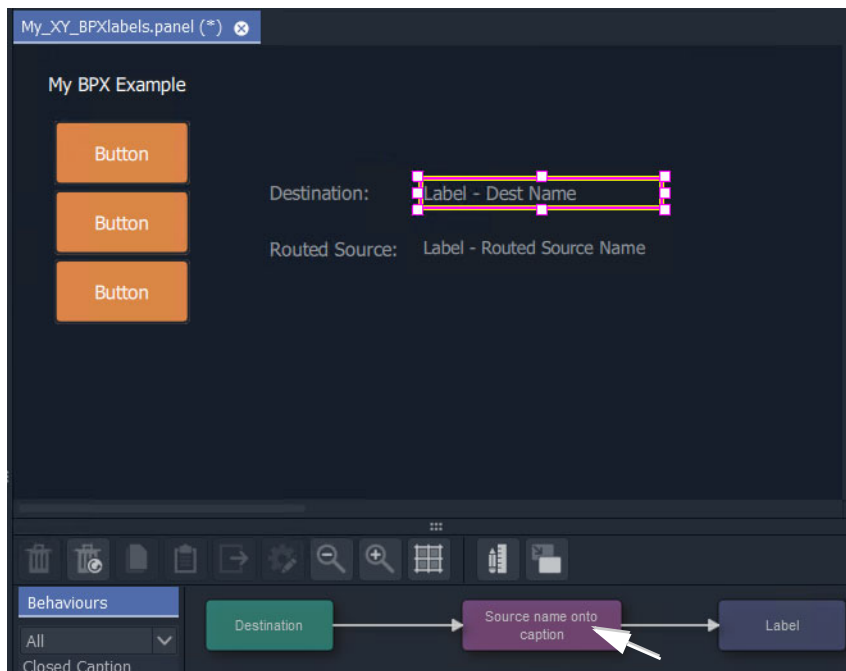 My_XY_BPXlabels.panel (*)
My BPX Example
Button
Button
Button
Destination:
Label - Dest Name
Routed Source:
Label - Routed Source Name
Behaviours
All
Closed Caption
Destination
Source name onto
caption
Label